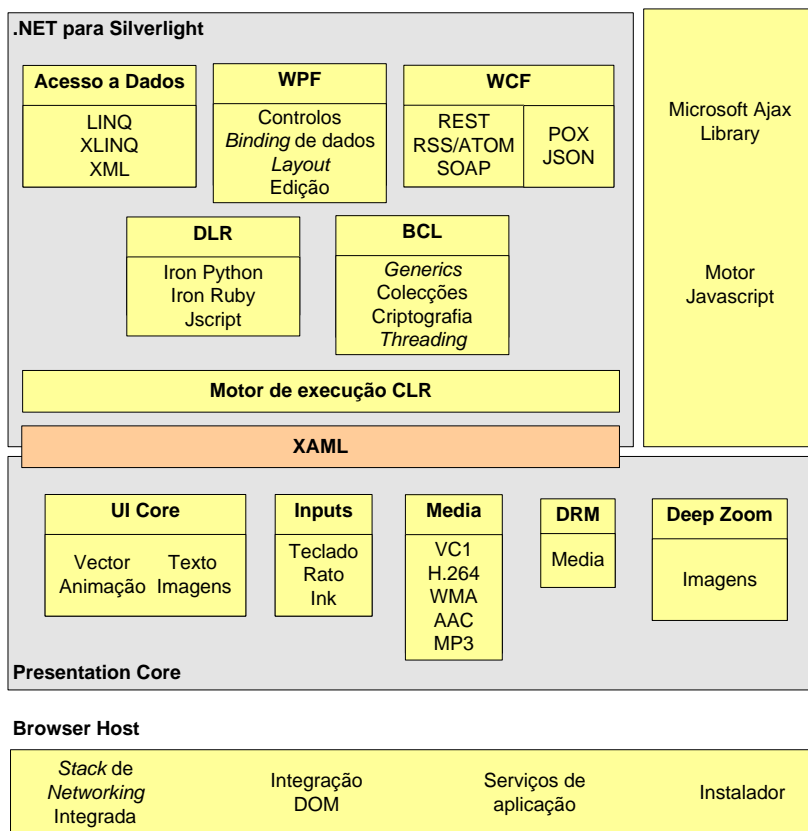 .NET para Silverlight
Acesso a Dados
LINQ
XLINQ
XML
WPF
Controlos
Binding de dados
Layout
Edição
WCF
REST
RSS/ATOM
SOAP
POX
JSON
DLR
Iron Python
Iron Ruby
Jscript
BCL
Generics
Colecções
Criptografia
Threading
Motor de execução CLR
Microsoft Ajax
Library
Motor
Javascript
XAML
UI Core
Vector Texto
Animação Imagens
Inputs
Teclado
Rato
Ink
Media
VC1
H.264
WMA
AAC
MP3
DRM
Media
Deep Zoom
Imagens
Presentation Core
Browser Host
Stack de
Networking
Integrada
Integração
DOM
Serviços de
aplicação
Instalador